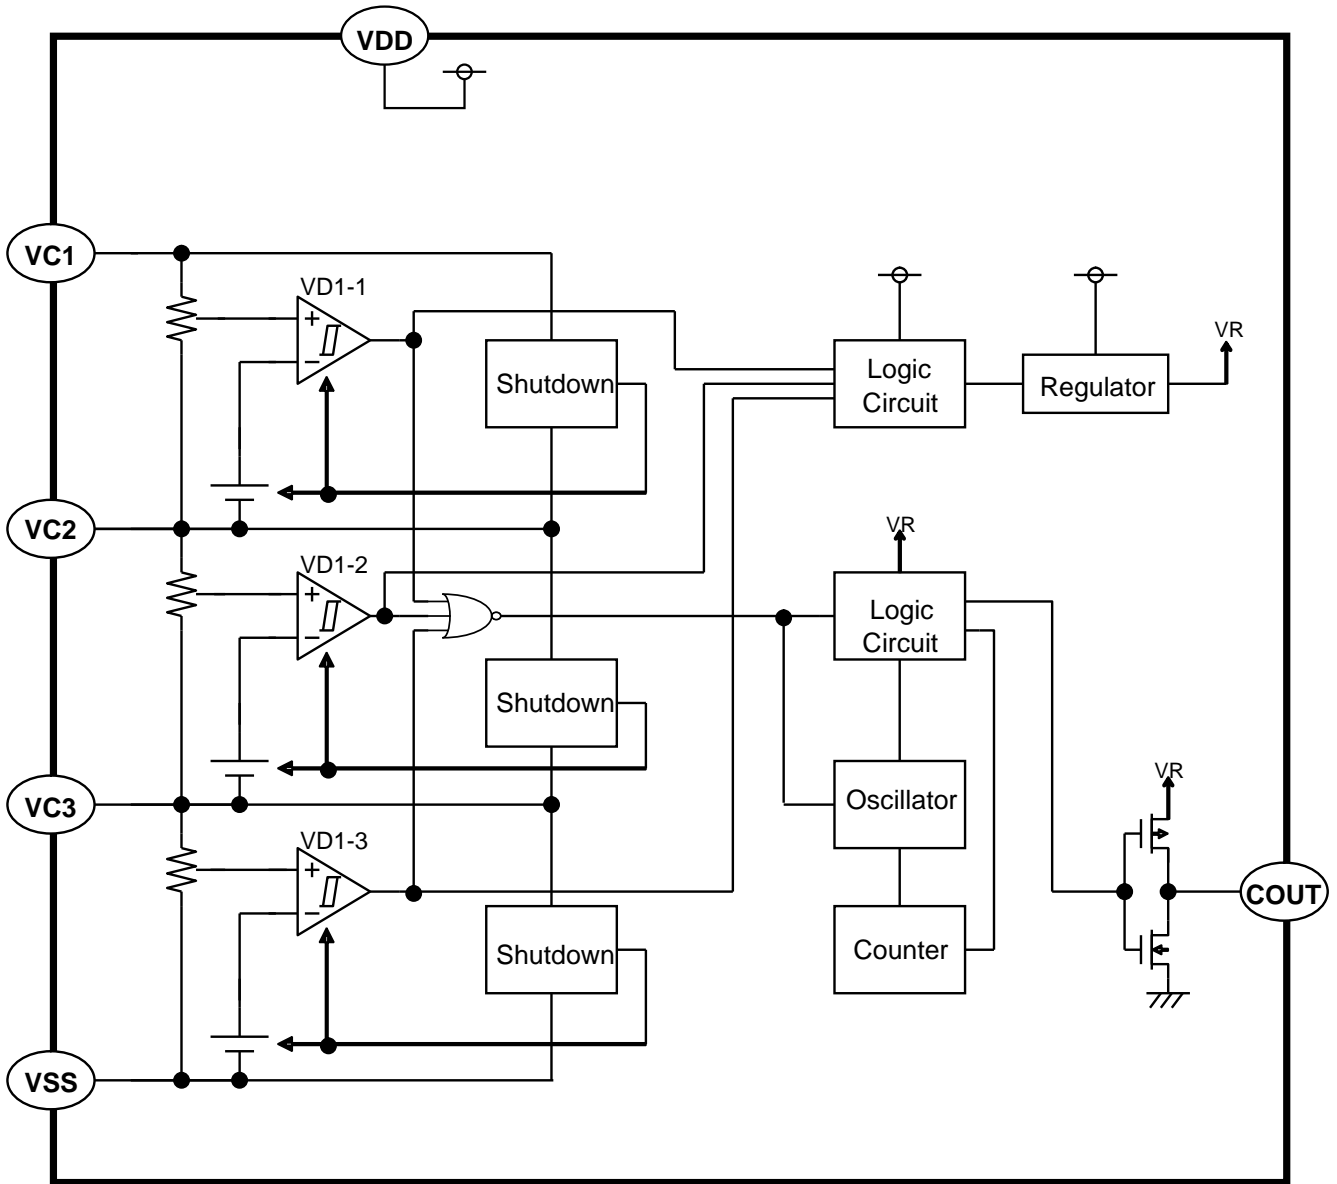 VDD
VC1
VD1-1
+
−
Shutdown
Logic
Circuit
Regulator
VR
VC2
VD1-2
+
−
Shutdown
VR
Logic
Circuit
Oscillator
Counter
VC3
VD1-3
+
−
Shutdown
VR
COUT
VSS